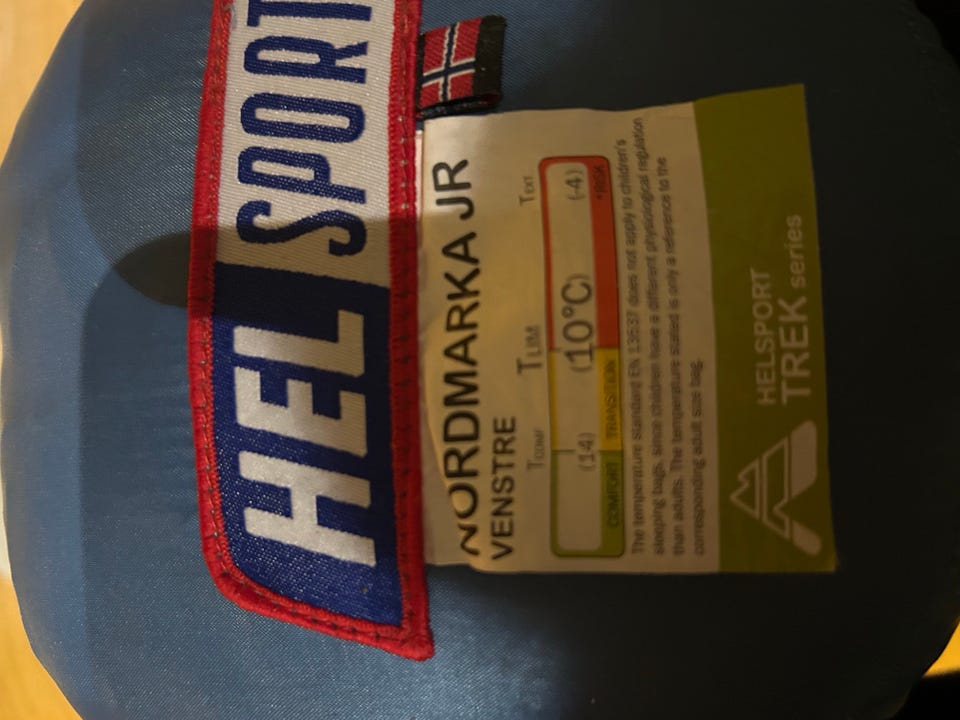 HEL SPORT
NORDMARKA JR
VENSTRE
TCOMF TLIM TEXT
(14) (10°C) (-4)
COMFORT TRANSITION *RISK
The temperature standard EN 13537 does not apply to children's
sleeping bags, since children have a different physiological regulation
than adults. The temperature stated is only a reference to the
corresponding adult size bag.
HELSPORT
TREK series